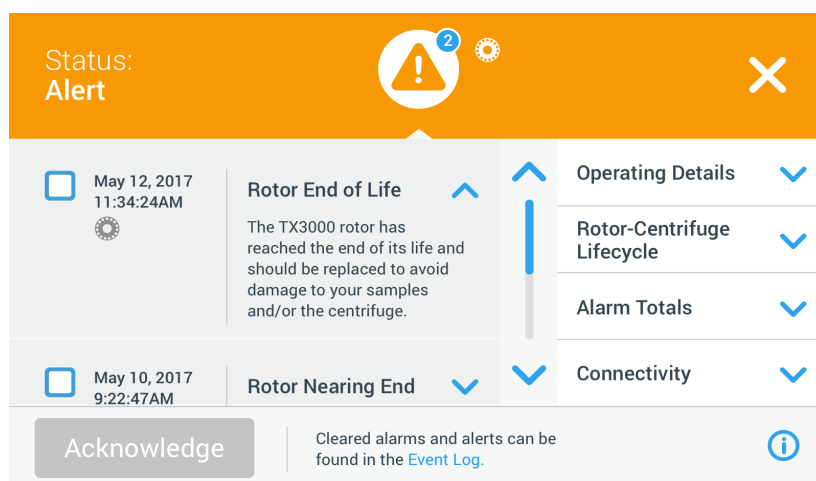 Status:
Alert
2
May 12, 2017
11:34:24AM
Rotor End of Life
The TX3000 rotor has
reached the end of its life and
should be replaced to avoid
damage to your samples
and/or the centrifuge.
May 10, 2017
9:22:47AM
Rotor Nearing End
Operating Details
Rotor-Centrifuge
Lifecycle
Alarm Totals
Connectivity
Acknowledge
Cleared alarms and alerts can be
found in the Event Log.